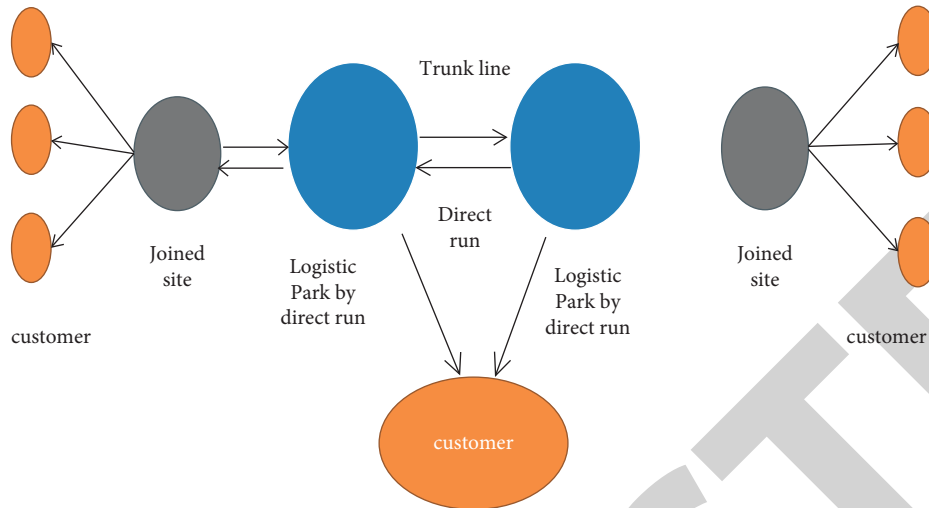 Trunk line
Direct
run
Joined
site
Logistic
Park by
direct run
Logistic
Park by
direct run
Joined
site
customer
customer
customer